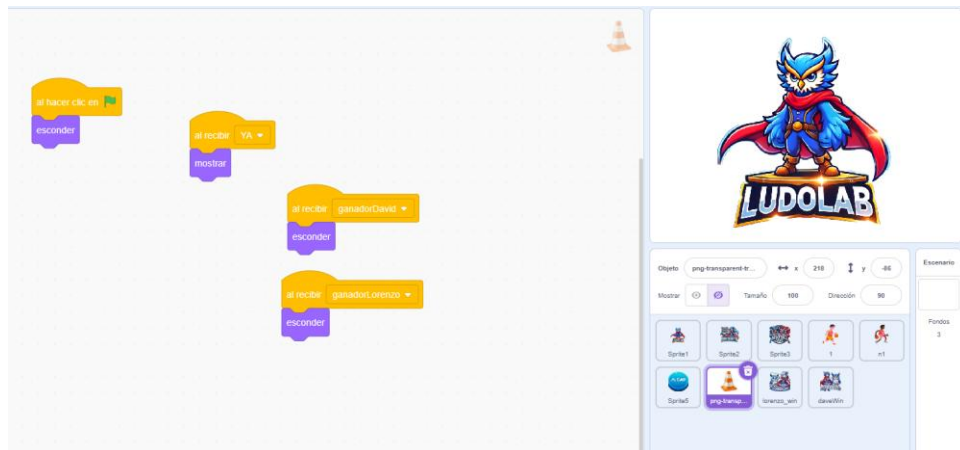 al hacer clic en
esconder
al recibir YA
mostrar
al recibir ganadorDavid
esconder
al recibir ganadorLorenzo
esconder
LUDOLAB
Objeto png-transparent-tr... x 218 y -86
Mostrar Tamaño 100 Dirección 90
Sprite1 Sprite2 Sprite3 1 n1
Sprite5 png-transp... lorenzo_win daveWin
Escenario
Fondos
3